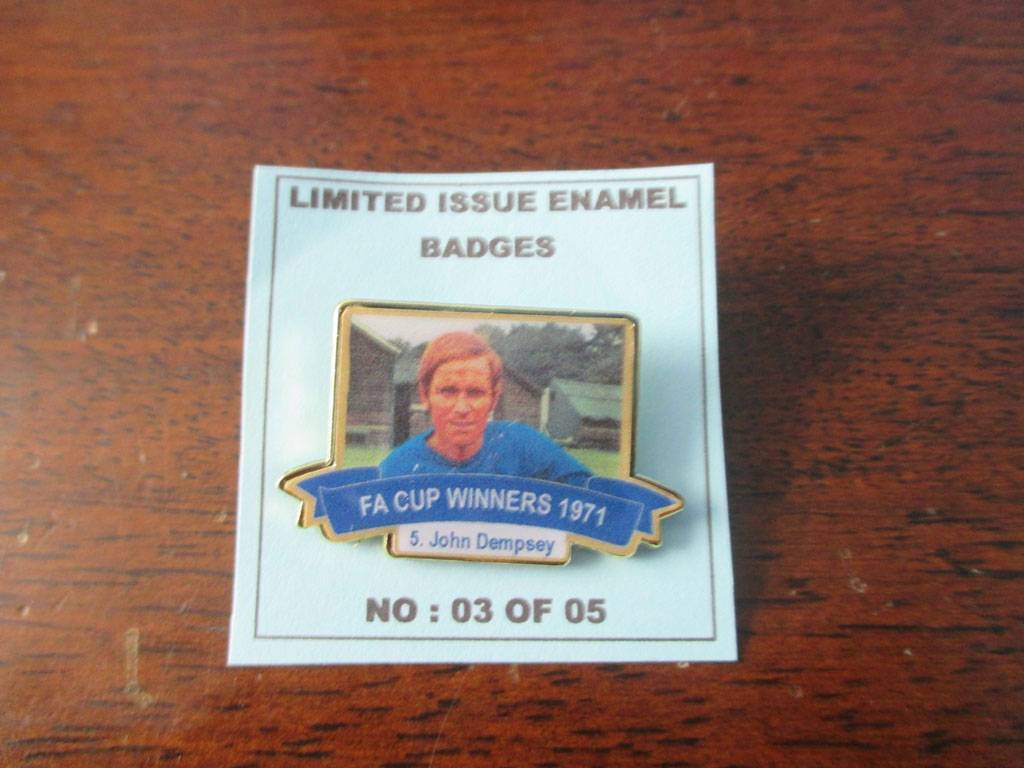 LIMITED ISSUE ENAMEL
BADGES
FA CUP WINNERS 1971
5. John Dempsey
NO : 03 OF 05